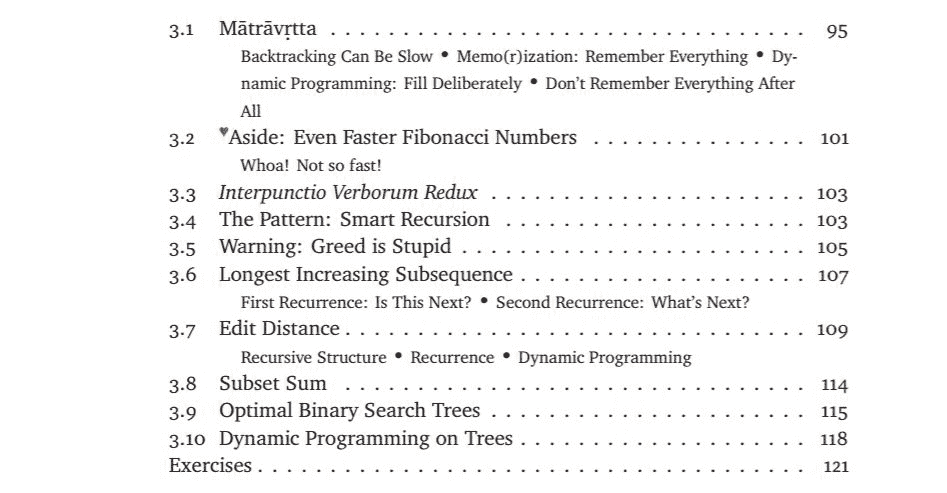 3.1 Mātrāvṛtta . . . . . . . . . . . . . . . . . . . . . . . . . . . . . . . . . 95
Backtracking Can Be Slow • Memo(r)ization: Remember Everything • Dy-
namic Programming: Fill Deliberately • Don't Remember Everything After
All
3.2 ♥Aside: Even Faster Fibonacci Numbers . . . . . . . . . . . . . . . 101
Whoa! Not so fast!
3.3 Interpunctio Verborum Redux . . . . . . . . . . . . . . . . . . . . . . 103
3.4 The Pattern: Smart Recursion . . . . . . . . . . . . . . . . . . . . . 103
3.5 Warning: Greed is Stupid . . . . . . . . . . . . . . . . . . . . . . . . 105
3.6 Longest Increasing Subsequence . . . . . . . . . . . . . . . . . . . . 107
First Recurrence: Is This Next? • Second Recurrence: What's Next?
3.7 Edit Distance . . . . . . . . . . . . . . . . . . . . . . . . . . . . . . . . 109
Recursive Structure • Recurrence • Dynamic Programming
3.8 Subset Sum . . . . . . . . . . . . . . . . . . . . . . . . . . . . . . . . 114
3.9 Optimal Binary Search Trees . . . . . . . . . . . . . . . . . . . . . . 115
3.10 Dynamic Programming on Trees . . . . . . . . . . . . . . . . . . . . 118
Exercises . . . . . . . . . . . . . . . . . . . . . . . . . . . . . . . . . . . . . . 121